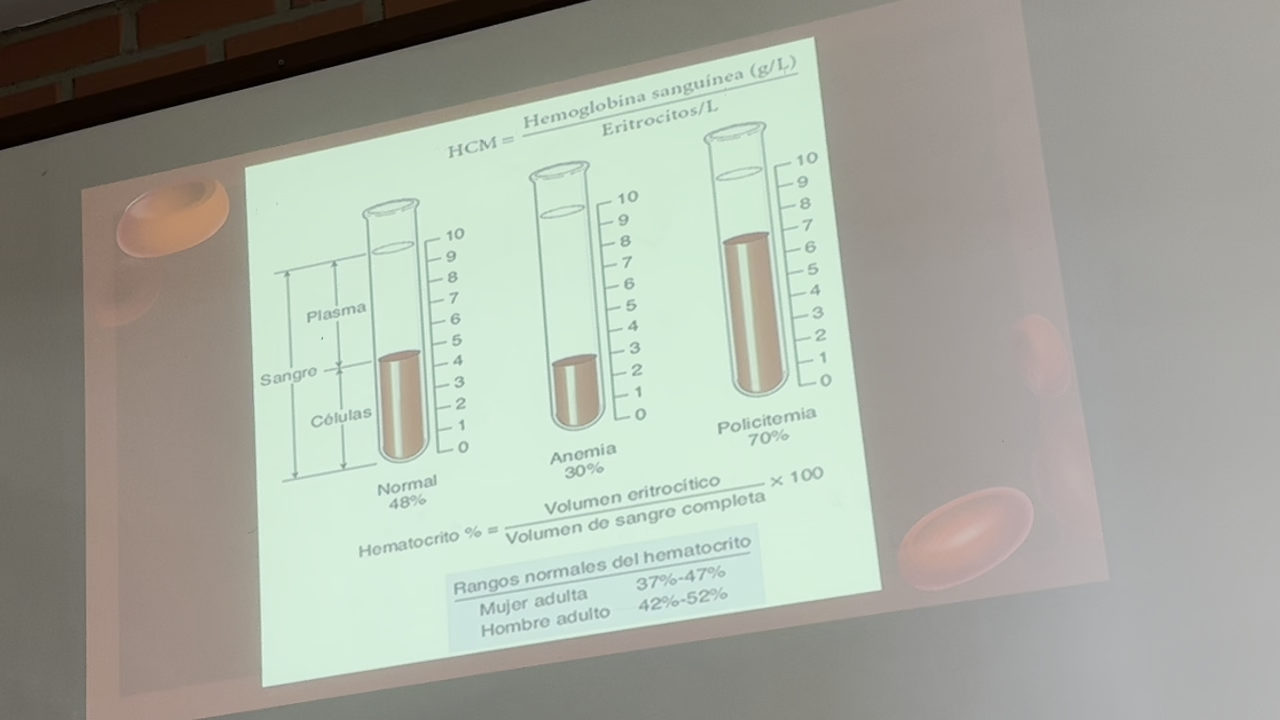 HCM = Hemoglobina sanguínea (g/L)
Eritrocitos/L
10
9
8
7
6
5
4
3
2
1
0
Plasma
Sangre
Células
Normal
48%
10
9
8
7
6
5
4
3
2
1
0
Anemia
30%
10
9
8
7
6
5
4
3
2
1
0
Policitemia
70%
Hematocrito % = Volumen eritrocítico × 100
Volumen de sangre completa
Rangos normales del hematocrito
Mujer adulta 37%-47%
Hombre adulto 42%-52%